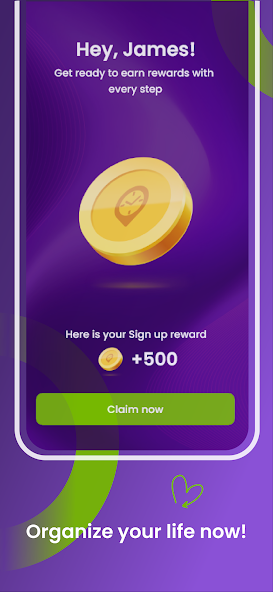 Hey, James!
Get ready to earn rewards with
every step
Here is your Sign up reward
+500
Claim now
Organize your life now!